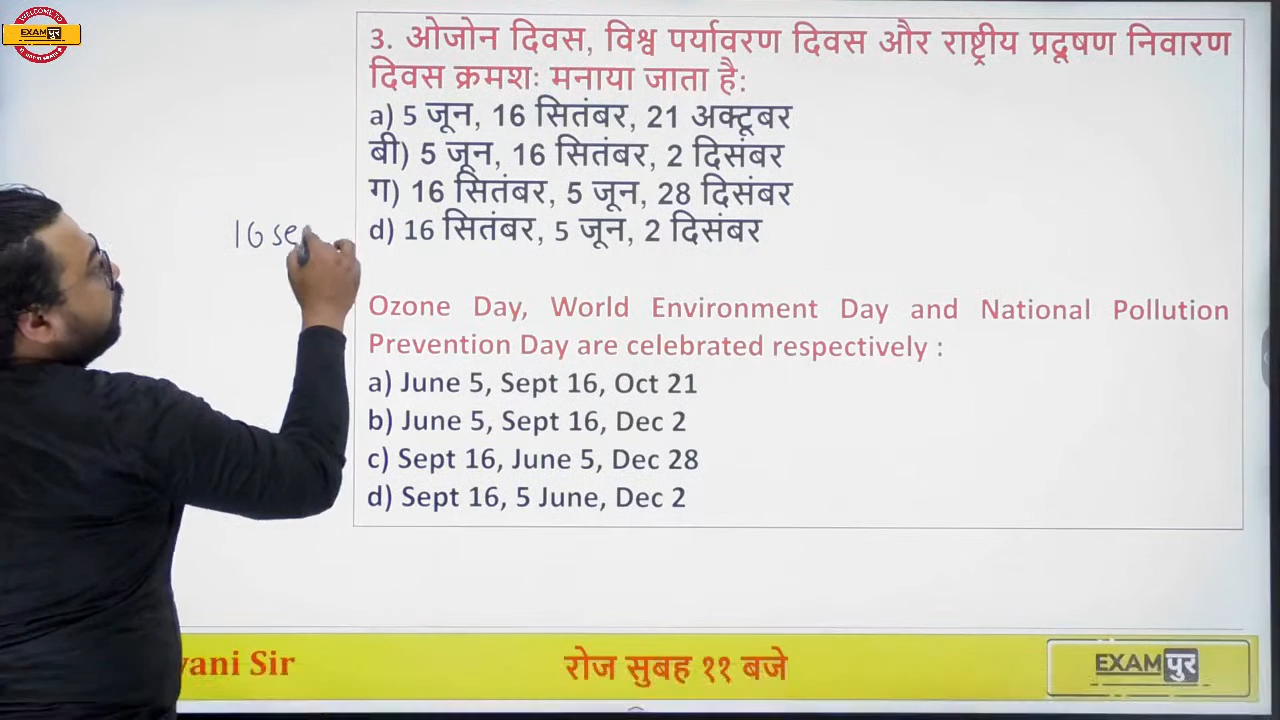 WELCOME TO
EXAMपुर
3. ओजोन दिवस, विश्व पर्यावरण दिवस और राष्ट्रीय प्रदूषण निवारण
दिवस क्रमशः मनाया जाता है:
a) 5 जून, 16 सितंबर, 21 अक्टूबर
बी) 5 जून, 16 सितंबर, 2 दिसंबर
ग) 16 सितंबर, 5 जून, 28 दिसंबर
d) 16 सितंबर, 5 जून, 2 दिसंबर
16 se
Ozone Day, World Environment Day and National Pollution
Prevention Day are celebrated respectively :
a) June 5, Sept 16, Oct 21
b) June 5, Sept 16, Dec 2
c) Sept 16, June 5, Dec 28
d) Sept 16, 5 June, Dec 2
vani Sir
रोज सुबह ११ बजे
EXAMपुर